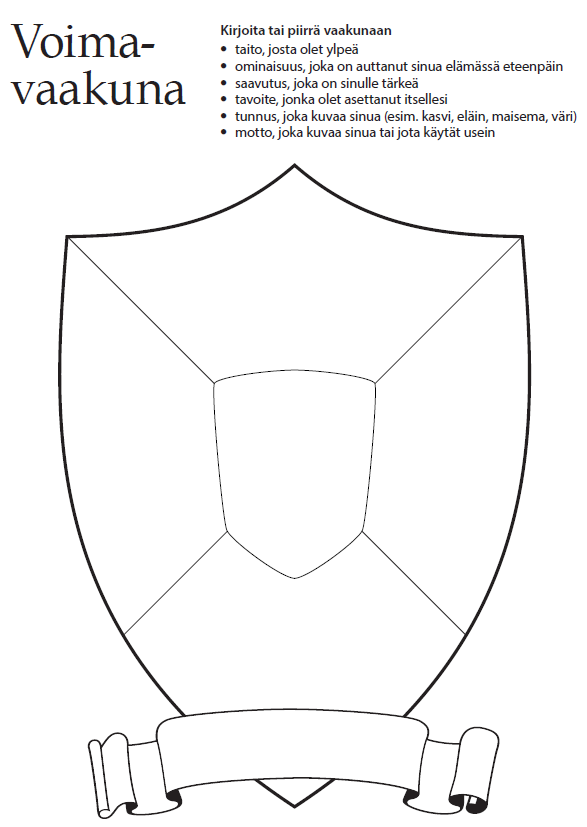 Voima-
vaakuna
Kirjoita tai piirrä vaakunaan
• taito, josta olet ylpeä
• ominaisuus, joka on auttanut sinua elämässä eteenpäin
• saavutus, joka on sinulle tärkeä
• tavoite, jonka olet asettanut itsellesi
• tunnus, joka kuvaa sinua (esim. kasvi, eläin, maisema, väri)
• motto, joka kuvaa sinua tai jota käytät usein